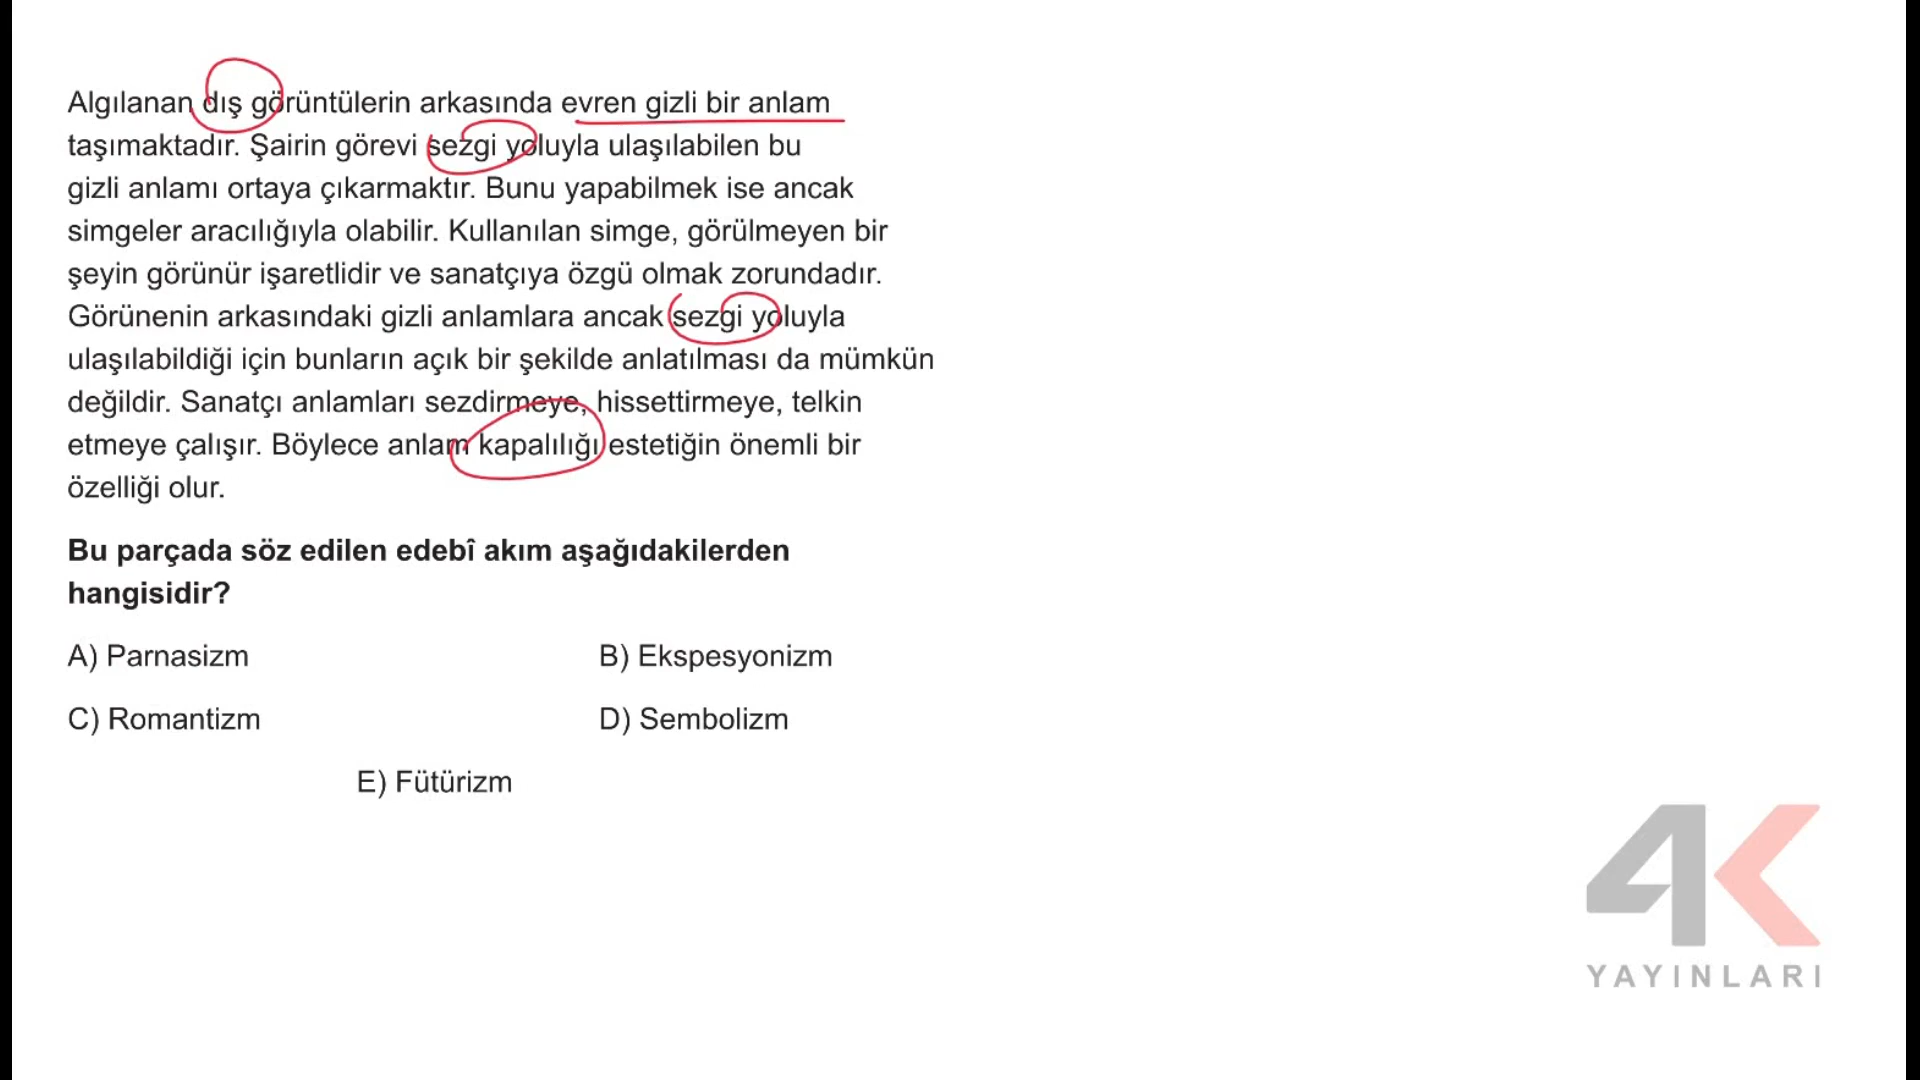 Algılanan dış görüntülerin arkasında evren gizli bir anlam
taşımaktadır. Şairin görevi sezgi yoluyla ulaşılabilen bu
gizli anlamı ortaya çıkarmaktır. Bunu yapabilmek ise ancak
simgeler aracılığıyla olabilir. Kullanılan simge, görülmeyen bir
şeyin görünür işaretlidir ve sanatçıya özgü olmak zorundadır.
Görünenin arkasındaki gizli anlamlara ancak sezgi yoluyla
ulaşılabildiği için bunların açık bir şekilde anlatılması da mümkün
değildir. Sanatçı anlamları sezdirmeye, hissettirmeye, telkin
etmeye çalışır. Böylece anlam kapalılığı estetiğin önemli bir
özelliği olur.
Bu parçada söz edilen edebî akım aşağıdakilerden
hangisidir?
A) Parnasizm
B) Ekspesyonizm
C) Romantizm
D) Sembolizm
E) Fütürizm
4K
YAYINLARI